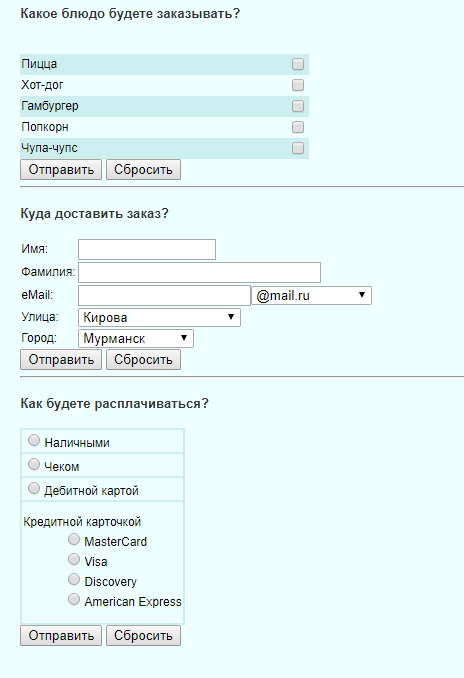 Какое блюдо будете заказывать?
Пицца
Хот-дог
Гамбургер
Попкорн
Чупа-чупс
Отправить Сбросить
Куда доставить заказ?
Имя:
Фамилия:
eMail: @mail.ru
Улица: Кирова
Город: Мурманск
Отправить Сбросить
Как будете расплачиваться?
Наличными
Чеком
Дебитной картой
Кредитной карточкой
MasterCard
Visa
Discovery
American Express
Отправить Сбросить